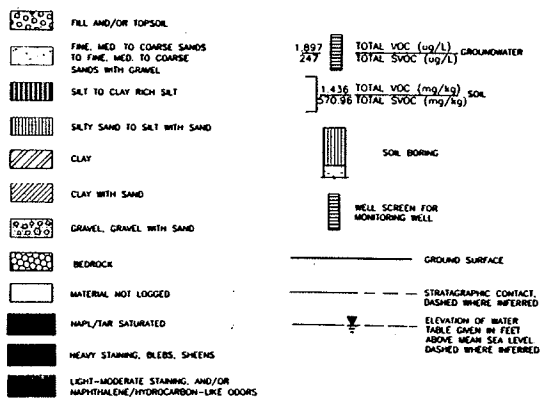 FILL AND/OR TOPSOIL
FINE, MED. TO COARSE SANDS
TO FINE, MED. TO COARSE
SANDS WITH GRAVEL
SILT TO CLAY RICH SILT
SILTY SAND TO SILT WITH SAND
CLAY
CLAY WITH SAND
GRAVEL, GRAVEL WITH SAND
BEDROCK
MATERIAL NOT LOGGED
NAPL/TAR SATURATED
HEAVY STAINING, BLEBS, SHEENS
LIGHT-MODERATE STAINING, AND/OR
NAPHTHALENE/HYDROCARBON-LIKE ODORS
1,897 TOTAL VOC (ug/L)
247 TOTAL SVOC (ug/L)
GROUNDWATER
1.436 TOTAL VOC (mg/kg)
570.96 TOTAL SVOC (mg/kg)
SOIL
SOIL BORING
WELL SCREEN FOR
MONITORING WELL
GROUND SURFACE
STRATAGRAPHIC CONTACT,
DASHED WHERE INFERRED
ELEVATION OF WATER
TABLE GIVEN IN FEET
ABOVE MEAN SEA LEVEL
DASHED WHERE INFERRED